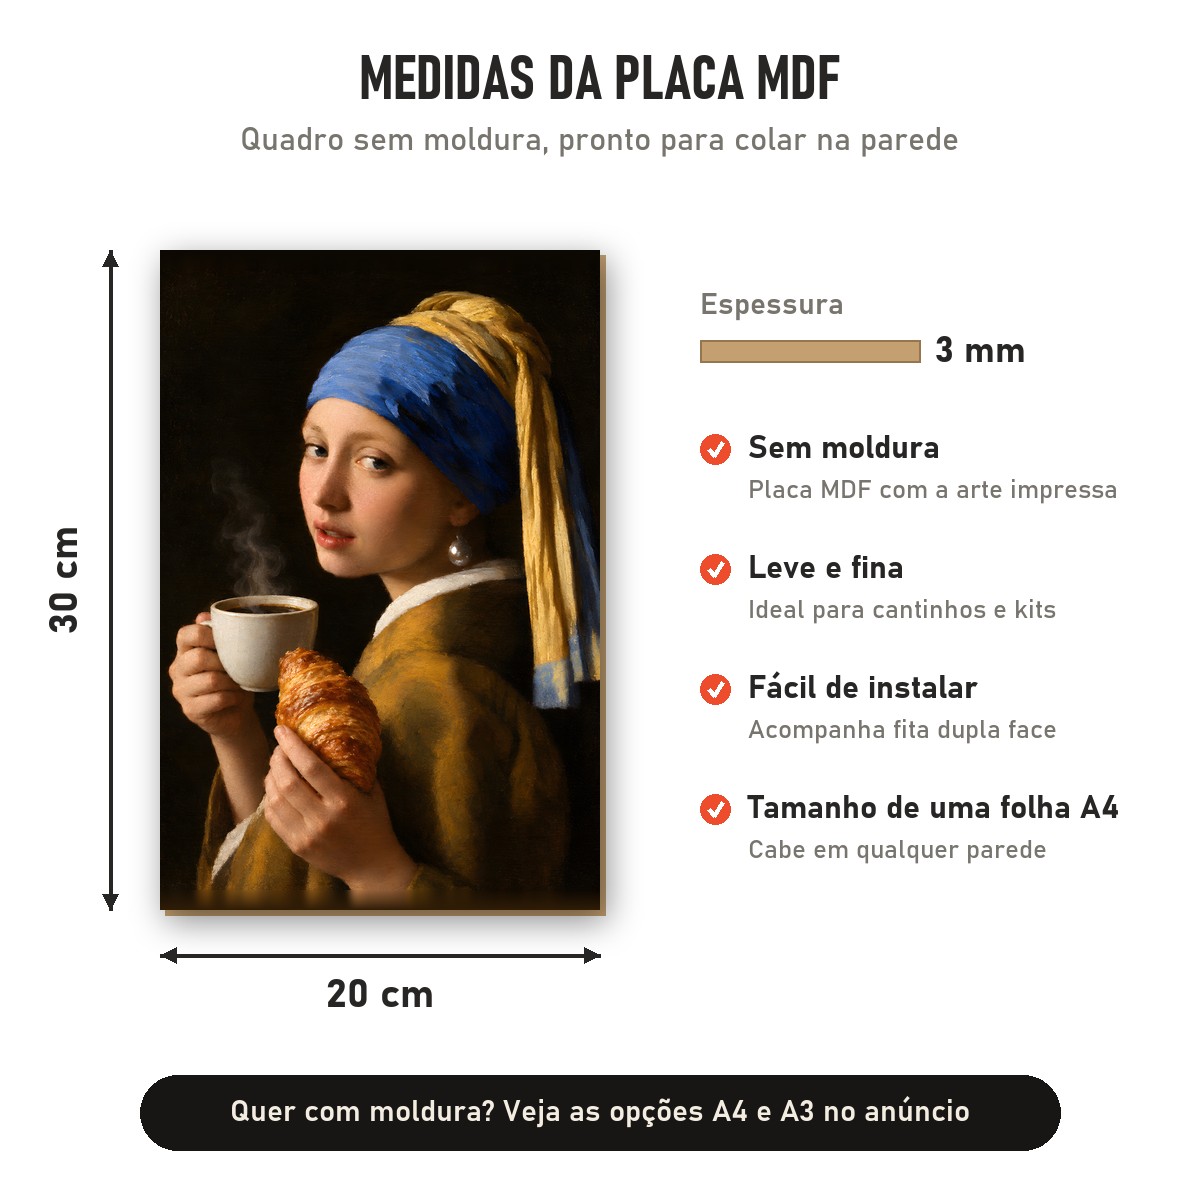 MEDIDAS DA PLACA MDF
Quadro sem moldura, pronto para colar na parede
Espessura
3 mm
Sem moldura
Placa MDF com a arte impressa
Leve e fina
Ideal para cantinhos e kits
Fácil de instalar
Acompanha fita dupla face
Tamanho de uma folha A4
Cabe em qualquer parede
30 cm
20 cm
Quer com moldura? Veja as opções A4 e A3 no anúncio